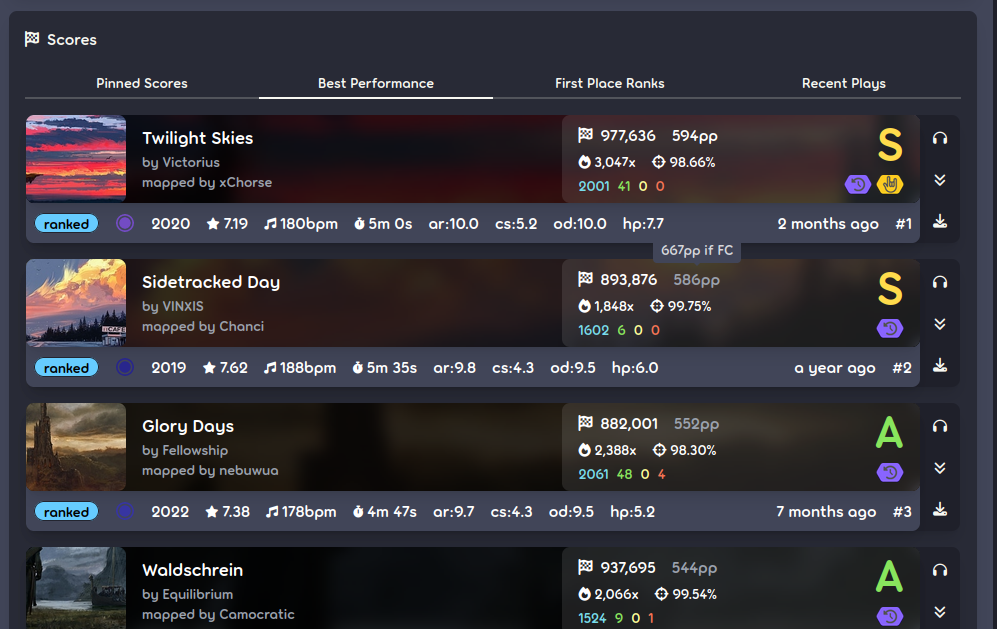 Scores
Pinned Scores Best Performance First Place Ranks Recent Plays
Twilight Skies
by Victorius
mapped by xChorse
977,636 594pp
3,047x 98.66%
2001 41 0 0
S
ranked 2020 7.19 180bpm 5m 0s ar:10.0 cs:5.2 od:10.0 hp:7.7 2 months ago #1
667pp if FC
Sidetracked Day
by VINXIS
mapped by Chanci
893,876 586pp
1,848x 99.75%
1602 6 0 0
S
CAFE
ranked 2019 7.62 188bpm 5m 35s ar:9.8 cs:4.3 od:9.5 hp:6.0 a year ago #2
Glory Days
by Fellowship
mapped by nebuwua
882,001 552pp
2,388x 98.30%
2061 48 0 4
A
ranked 2022 7.38 178bpm 4m 47s ar:9.7 cs:4.3 od:9.5 hp:5.2 7 months ago #3
Waldschrein
by Equilibrium
mapped by Camocratic
937,695 544pp
2,066x 99.54%
1524 9 0 1
A